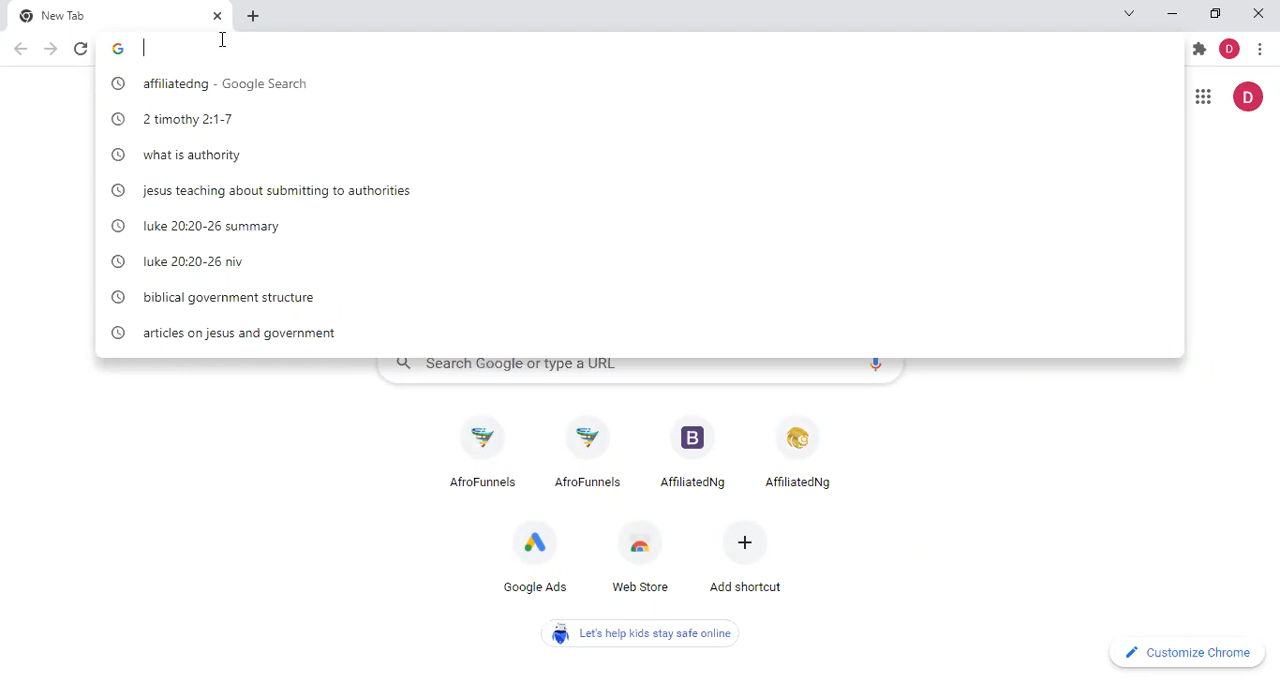 New Tab
affiliatedng - Google Search
2 timothy 2:1-7
what is authority
jesus teaching about submitting to authorities
luke 20:20-26 summary
luke 20:20-26 niv
biblical government structure
articles on jesus and government
D
D
Search Google or type a URL
AfroFunnels
AfroFunnels
B
AffiliatedNg
AffiliatedNg
Google Ads
Web Store
Add shortcut
Let's help kids stay safe online
Customize Chrome